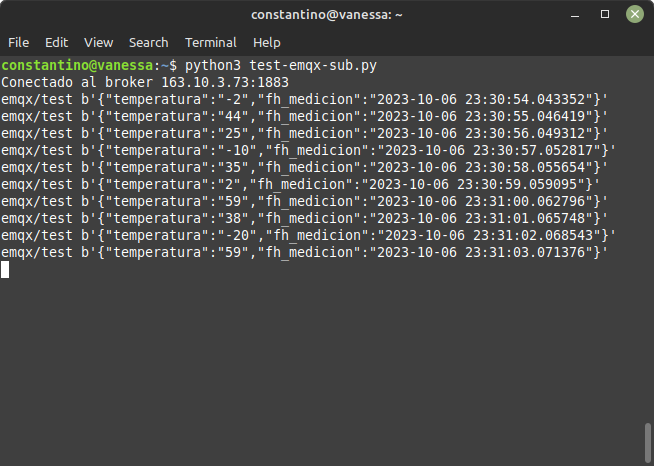 constantino@vanessa: ~
File Edit View Search Terminal Help
constantino@vanessa:~$ python3 test-emqx-sub.py
Conectado al broker 163.10.3.73:1883
emqx/test b'{"temperatura":"-2","fh_medicion":"2023-10-06 23:30:54.043352"}'
emqx/test b'{"temperatura":"44","fh_medicion":"2023-10-06 23:30:55.046419"}'
emqx/test b'{"temperatura":"25","fh_medicion":"2023-10-06 23:30:56.049312"}'
emqx/test b'{"temperatura":"-10","fh_medicion":"2023-10-06 23:30:57.052817"}'
emqx/test b'{"temperatura":"35","fh_medicion":"2023-10-06 23:30:58.055654"}'
emqx/test b'{"temperatura":"2","fh_medicion":"2023-10-06 23:30:59.059095"}'
emqx/test b'{"temperatura":"59","fh_medicion":"2023-10-06 23:31:00.062796"}'
emqx/test b'{"temperatura":"38","fh_medicion":"2023-10-06 23:31:01.065748"}'
emqx/test b'{"temperatura":"-20","fh_medicion":"2023-10-06 23:31:02.068543"}'
emqx/test b'{"temperatura":"59","fh_medicion":"2023-10-06 23:31:03.071376"}'